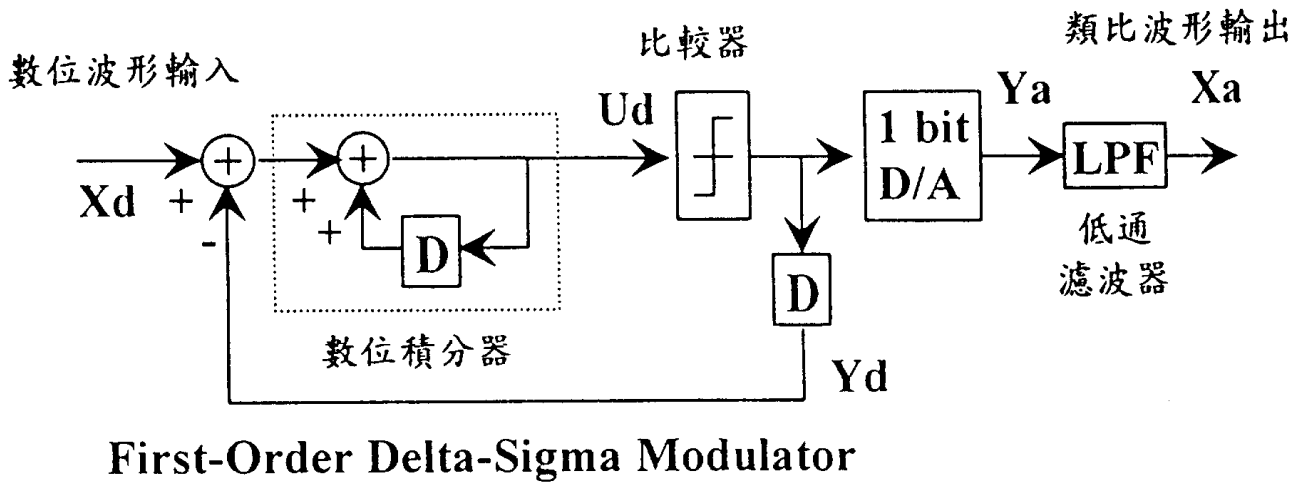 數位波形輸入
比較器
類比波形輸出
Xd
+
-
+
+
+
+
D
Ud
1 bit
D/A
Ya
LPF
Xa
低通
濾波器
D
數位積分器
Yd
First-Order Delta-Sigma Modulator